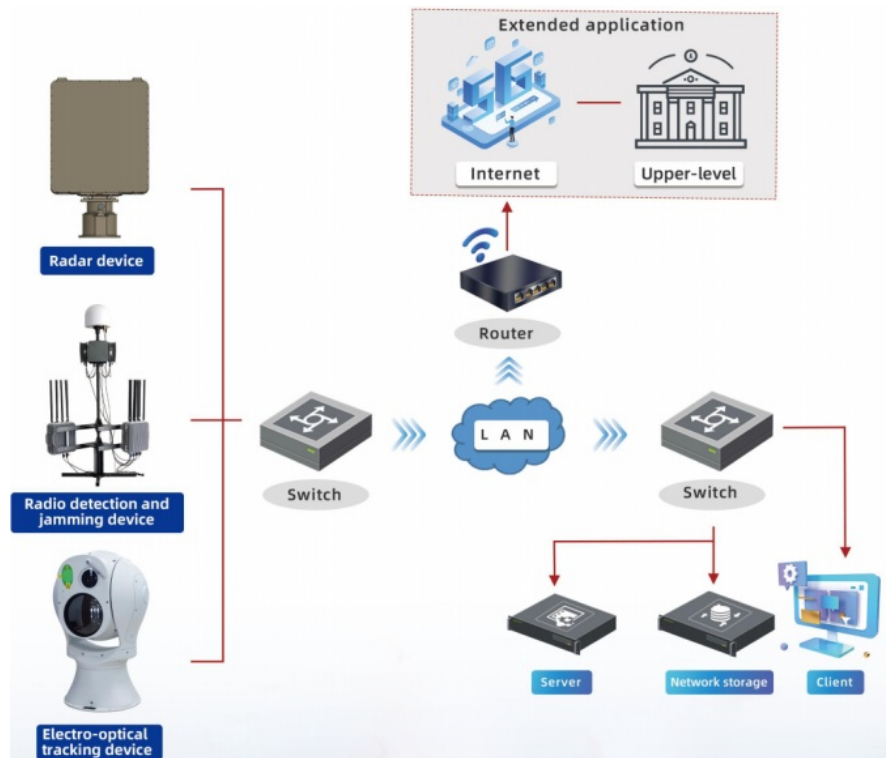 Extended application
Internet
Upper-level
Radar device
Router
Radio detection and
jamming device
Switch
L A N
Switch
Electro-optical
tracking device
Server
Network storage
Client